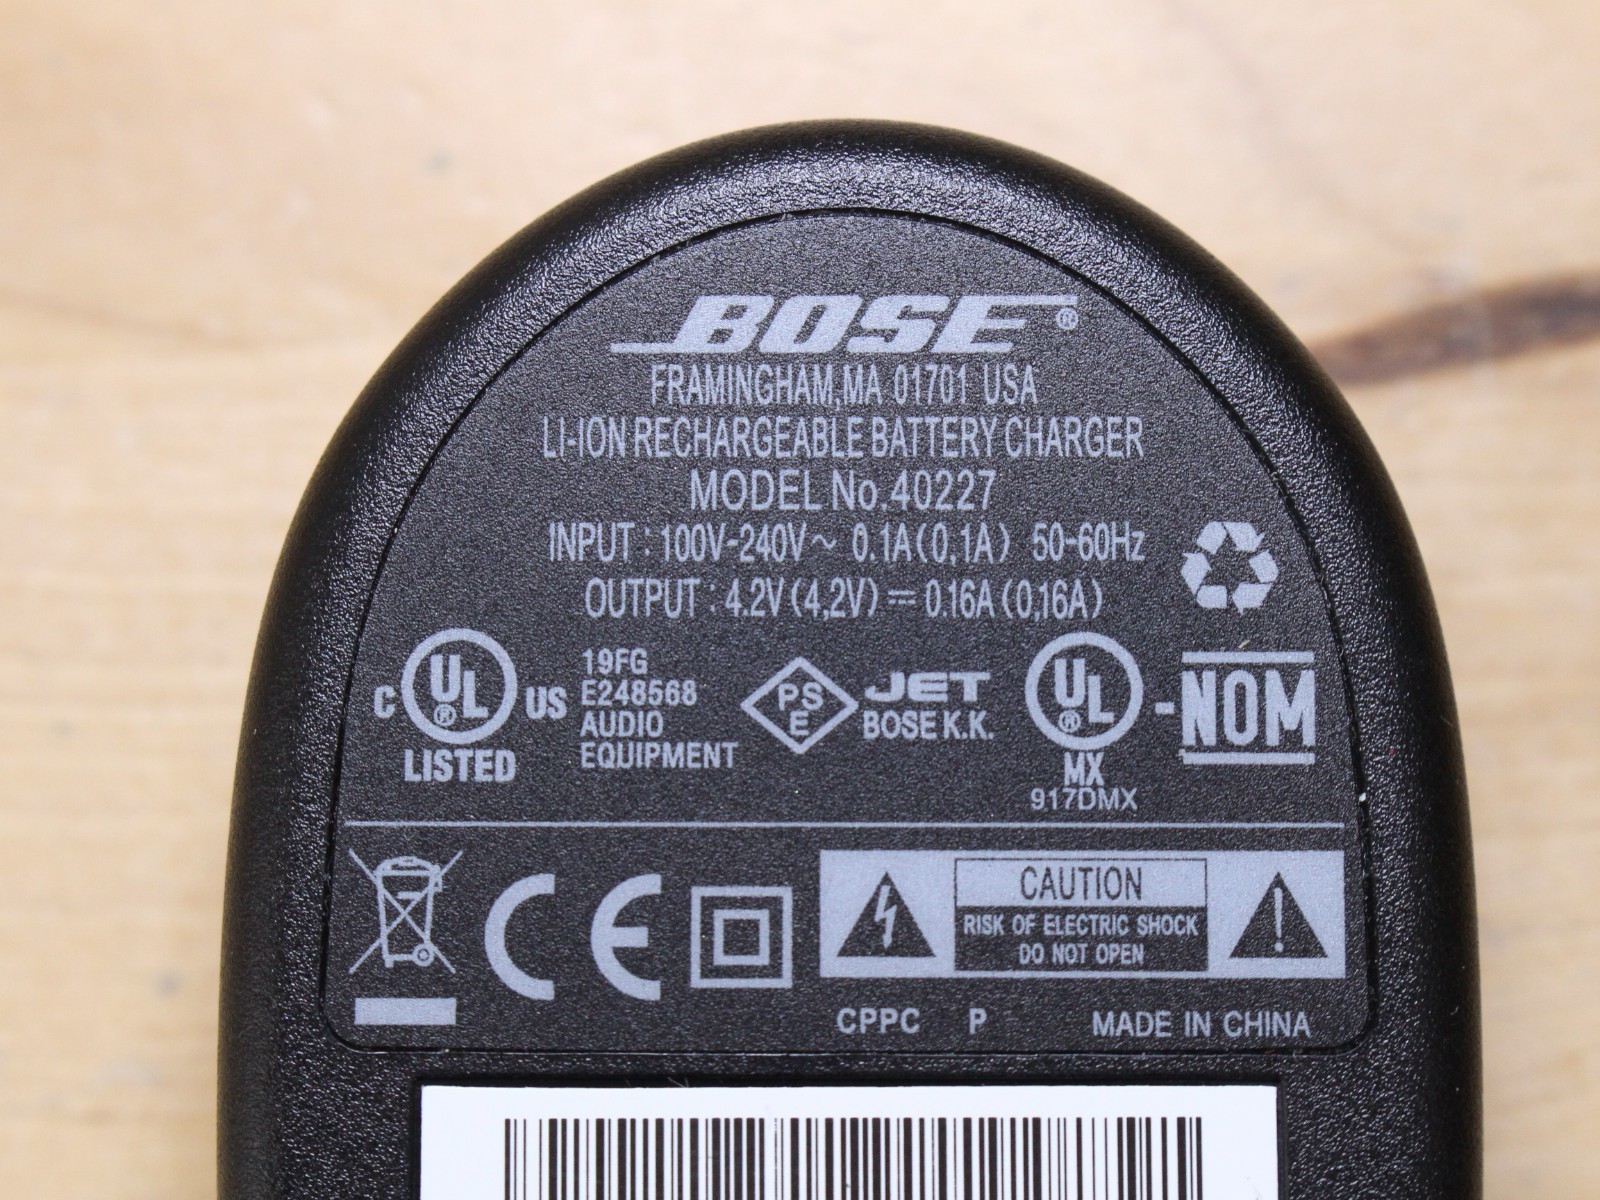 BOSE®
FRAMINGHAM,MA 01701 USA
LI-ION RECHARGEABLE BATTERY CHARGER
MODEL No.40227
INPUT : 100V-240V~ 0.1A(0,1A) 50-60Hz
OUTPUT : 4.2V(4,2V)⎓ 0.16A(0,16A)
C UL® US
LISTED
19FG
E248568
AUDIO
EQUIPMENT
PS
E
JET
BOSE K.K.
UL®
MX
917DMX
-NOM
CE
CAUTION
RISK OF ELECTRIC SHOCK
DO NOT OPEN
CPPC P MADE IN CHINA